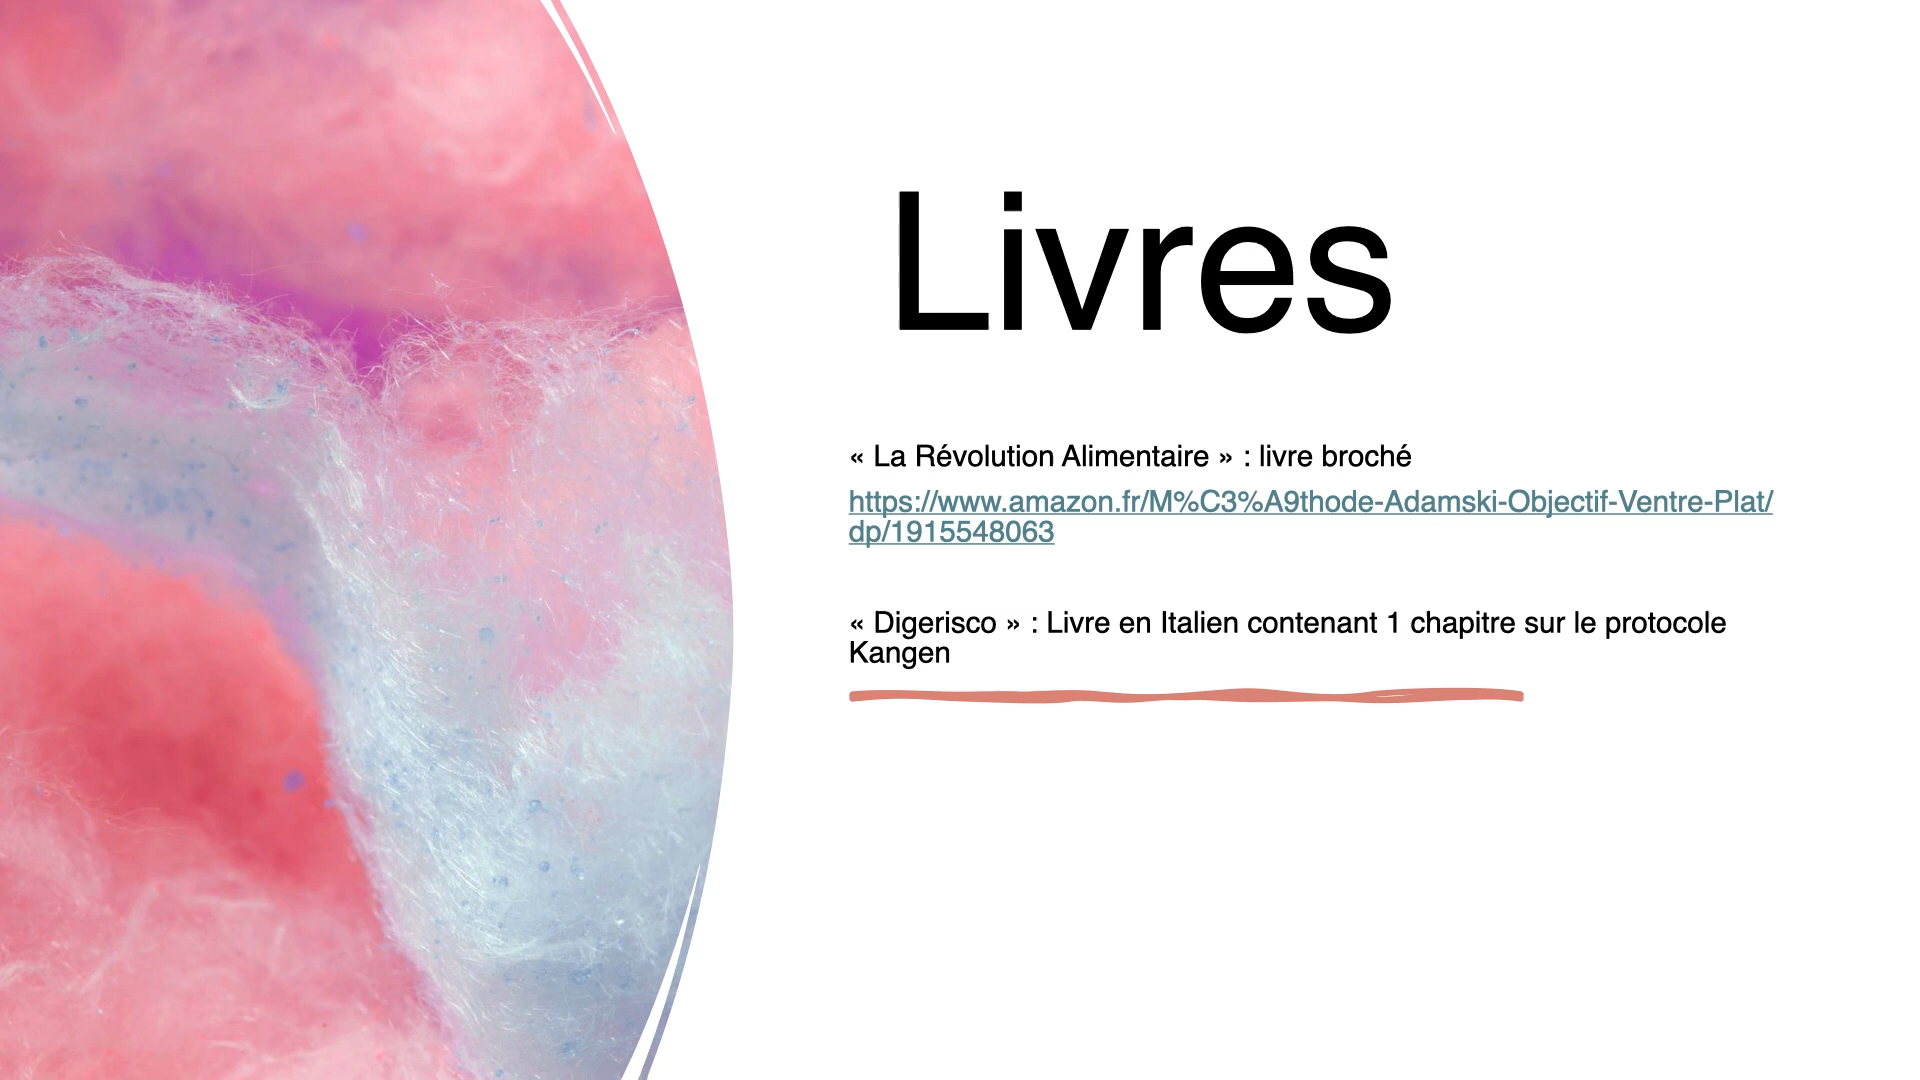 Livres
« La Révolution Alimentaire » : livre broché
https://www.amazon.fr/M%C3%A9thode-Adamski-Objectif-Ventre-Plat/
dp/1915548063
« Digerisco » : Livre en Italien contenant 1 chapitre sur le protocole
Kangen